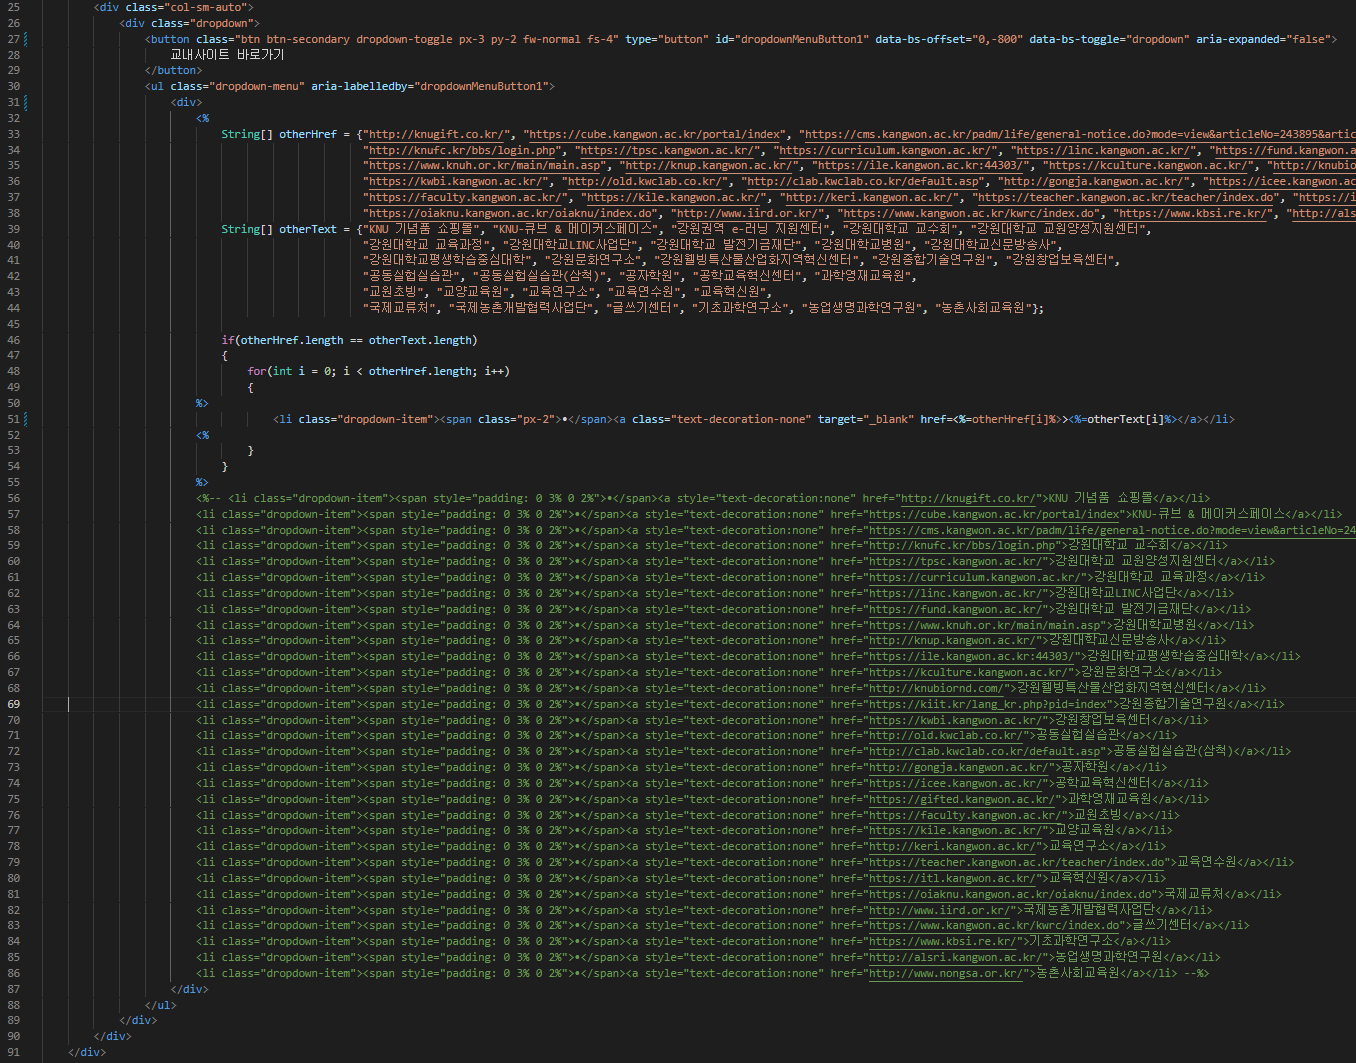 25 <div class="col-sm-auto">
26 <div class="dropdown">
27 <button class="btn btn-secondary dropdown-toggle px-3 py-2 fw-normal fs-4" type="button" id="dropdownMenuButton1" data-bs-offset="0,-800" data-bs-toggle="dropdown" aria-expanded="false">
28 교내사이트 바로가기
29 </button>
30 <ul class="dropdown-menu" aria-labelledby="dropdownMenuButton1">
31 <div>
32 <%
33 String[] otherHref = {"http://knugift.co.kr/", "https://cube.kangwon.ac.kr/portal/index", "https://cms.kangwon.ac.kr/padm/life/general-notice.do?mode=view&articleNo=243895&artic
34 "http://knufc.kr/bbs/login.php", "https://tpsc.kangwon.ac.kr/", "https://curriculum.kangwon.ac.kr/", "https://linc.kangwon.ac.kr/", "https://fund.kangwon.a
35 "https://www.knuh.or.kr/main/main.asp", "http://knup.kangwon.ac.kr/", "https://ile.kangwon.ac.kr:44303/", "https://kculture.kangwon.ac.kr/", "http://knubio
36 "https://kwbi.kangwon.ac.kr/", "http://old.kwclab.co.kr/", "http://clab.kwclab.co.kr/default.asp", "http://gongja.kangwon.ac.kr/", "https://icee.kangwon.ac
37 "https://faculty.kangwon.ac.kr/", "https://kile.kangwon.ac.kr/", "http://keri.kangwon.ac.kr/", "https://teacher.kangwon.ac.kr/teacher/index.do", "https://i
38 "https://oiaknu.kangwon.ac.kr/oiaknu/index.do", "http://www.iird.or.kr/", "https://www.kangwon.ac.kr/kwrc/index.do", "https://www.kbsi.re.kr/", "http://als
39 String[] otherText = {"KNU 기념품 쇼핑몰", "KNU-큐브 & 메이커스페이스", "강원권역 e-러닝 지원센터", "강원대학교 교수회", "강원대학교 교원양성지원센터",
40 "강원대학교 교육과정", "강원대학교LINC사업단", "강원대학교 발전기금재단", "강원대학교병원", "강원대학교신문방송사",
41 "강원대학교평생학습중심대학", "강원문화연구소", "강원웰빙특산물산업화지역혁신센터", "강원종합기술연구원", "강원창업보육센터",
42 "공동실험실습관", "공동실험실습관(삼척)", "공자학원", "공학교육혁신센터", "과학영재교육원",
43 "교원초빙", "교양교육원", "교육연구소", "교육연수원", "교육혁신원",
44 "국제교류처", "국제농촌개발협력사업단", "글쓰기센터", "기초과학연구소", "농업생명과학연구원", "농촌사회교육원"};
45
46 if(otherHref.length == otherText.length)
47 {
48 for(int i = 0; i < otherHref.length; i++)
49 {
50 %>
51 <li class="dropdown-item"><span class="px-2">•</span><a class="text-decoration-none" target="_blank" href=<%=otherHref[i]%>><%=otherText[i]%></a></li>
52 <%
53 }
54 }
55 %>
56 <%-- <li class="dropdown-item"><span style="padding: 0 3% 0 2%">•</span><a style="text-decoration:none" href="http://knugift.co.kr/">KNU 기념품 쇼핑몰</a></li>
57 <li class="dropdown-item"><span style="padding: 0 3% 0 2%">•</span><a style="text-decoration:none" href="https://cube.kangwon.ac.kr/portal/index">KNU-큐브 & 메이커스페이스</a></li>
58 <li class="dropdown-item"><span style="padding: 0 3% 0 2%">•</span><a style="text-decoration:none" href="https://cms.kangwon.ac.kr/padm/life/general-notice.do?mode=view&articleNo=24
59 <li class="dropdown-item"><span style="padding: 0 3% 0 2%">•</span><a style="text-decoration:none" href="http://knufc.kr/bbs/login.php">강원대학교 교수회</a></li>
60 <li class="dropdown-item"><span style="padding: 0 3% 0 2%">•</span><a style="text-decoration:none" href="https://tpsc.kangwon.ac.kr/">강원대학교 교원양성지원센터</a></li>
61 <li class="dropdown-item"><span style="padding: 0 3% 0 2%">•</span><a style="text-decoration:none" href="https://curriculum.kangwon.ac.kr/">강원대학교 교육과정</a></li>
62 <li class="dropdown-item"><span style="padding: 0 3% 0 2%">•</span><a style="text-decoration:none" href="https://linc.kangwon.ac.kr/">강원대학교LINC사업단</a></li>
63 <li class="dropdown-item"><span style="padding: 0 3% 0 2%">•</span><a style="text-decoration:none" href="https://fund.kangwon.ac.kr/">강원대학교 발전기금재단</a></li>
64 <li class="dropdown-item"><span style="padding: 0 3% 0 2%">•</span><a style="text-decoration:none" href="https://www.knuh.or.kr/main/main.asp">강원대학교병원</a></li>
65 <li class="dropdown-item"><span style="padding: 0 3% 0 2%">•</span><a style="text-decoration:none" href="http://knup.kangwon.ac.kr/">강원대학교신문방송사</a></li>
66 <li class="dropdown-item"><span style="padding: 0 3% 0 2%">•</span><a style="text-decoration:none" href="https://ile.kangwon.ac.kr:44303/">강원대학교평생학습중심대학</a></li>
67 <li class="dropdown-item"><span style="padding: 0 3% 0 2%">•</span><a style="text-decoration:none" href="https://kculture.kangwon.ac.kr/">강원문화연구소</a></li>
68 <li class="dropdown-item"><span style="padding: 0 3% 0 2%">•</span><a style="text-decoration:none" href="http://knubiornd.com/">강원웰빙특산물산업화지역혁신센터</a></li>
69 <li class="dropdown-item"><span style="padding: 0 3% 0 2%">•</span><a style="text-decoration:none" href="https://kiit.kr/lang_kr.php?pid=index">강원종합기술연구원</a></li>
70 <li class="dropdown-item"><span style="padding: 0 3% 0 2%">•</span><a style="text-decoration:none" href="https://kwbi.kangwon.ac.kr/">강원창업보육센터</a></li>
71 <li class="dropdown-item"><span style="padding: 0 3% 0 2%">•</span><a style="text-decoration:none" href="http://old.kwclab.co.kr/">공동실험실습관</a></li>
72 <li class="dropdown-item"><span style="padding: 0 3% 0 2%">•</span><a style="text-decoration:none" href="http://clab.kwclab.co.kr/default.asp">공동실험실습관(삼척)</a></li>
73 <li class="dropdown-item"><span style="padding: 0 3% 0 2%">•</span><a style="text-decoration:none" href="http://gongja.kangwon.ac.kr/">공자학원</a></li>
74 <li class="dropdown-item"><span style="padding: 0 3% 0 2%">•</span><a style="text-decoration:none" href="https://icee.kangwon.ac.kr/">공학교육혁신센터</a></li>
75 <li class="dropdown-item"><span style="padding: 0 3% 0 2%">•</span><a style="text-decoration:none" href="https://gifted.kangwon.ac.kr/">과학영재교육원</a></li>
76 <li class="dropdown-item"><span style="padding: 0 3% 0 2%">•</span><a style="text-decoration:none" href="https://faculty.kangwon.ac.kr/">교원초빙</a></li>
77 <li class="dropdown-item"><span style="padding: 0 3% 0 2%">•</span><a style="text-decoration:none" href="https://kile.kangwon.ac.kr/">교양교육원</a></li>
78 <li class="dropdown-item"><span style="padding: 0 3% 0 2%">•</span><a style="text-decoration:none" href="http://keri.kangwon.ac.kr/">교육연구소</a></li>
79 <li class="dropdown-item"><span style="padding: 0 3% 0 2%">•</span><a style="text-decoration:none" href="https://teacher.kangwon.ac.kr/teacher/index.do">교육연수원</a></li>
80 <li class="dropdown-item"><span style="padding: 0 3% 0 2%">•</span><a style="text-decoration:none" href="https://itl.kangwon.ac.kr/">교육혁신원</a></li>
81 <li class="dropdown-item"><span style="padding: 0 3% 0 2%">•</span><a style="text-decoration:none" href="https://oiaknu.kangwon.ac.kr/oiaknu/index.do">국제교류처</a></li>
82 <li class="dropdown-item"><span style="padding: 0 3% 0 2%">•</span><a style="text-decoration:none" href="http://www.iird.or.kr/">국제농촌개발협력사업단</a></li>
83 <li class="dropdown-item"><span style="padding: 0 3% 0 2%">•</span><a style="text-decoration:none" href="https://www.kangwon.ac.kr/kwrc/index.do">글쓰기센터</a></li>
84 <li class="dropdown-item"><span style="padding: 0 3% 0 2%">•</span><a style="text-decoration:none" href="https://www.kbsi.re.kr/">기초과학연구소</a></li>
85 <li class="dropdown-item"><span style="padding: 0 3% 0 2%">•</span><a style="text-decoration:none" href="http://alsri.kangwon.ac.kr/">농업생명과학연구원</a></li>
86 <li class="dropdown-item"><span style="padding: 0 3% 0 2%">•</span><a style="text-decoration:none" href="http://www.nongsa.or.kr/">농촌사회교육원</a></li> --%>
87 </div>
88 </ul>
89 </div>
90 </div>
91 </div>